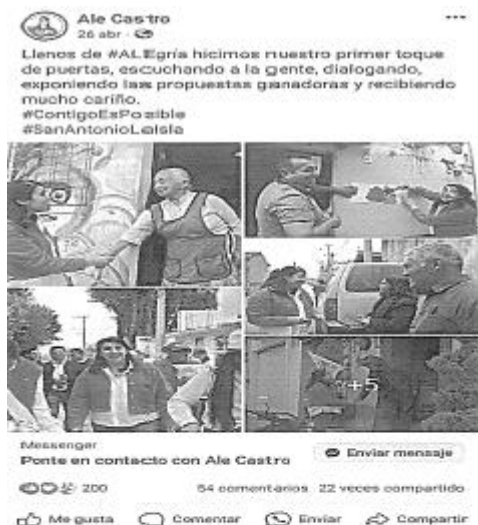 Ale Castro
26 abr ·
Llenos de #ALEgría hicimos nuestro primer toque
de puertas, escuchando a la gente, dialogando,
exponiendo las propuestas ganadoras y recibiendo
mucho cariño.
#ContigoEsPosible
#SanAntonioLaIsla
+5
Messenger
Ponte en contacto con Ale Castro
Enviar mensaje
200
54 comentarios 22 veces compartido
Me gusta Comentar Enviar Compartir